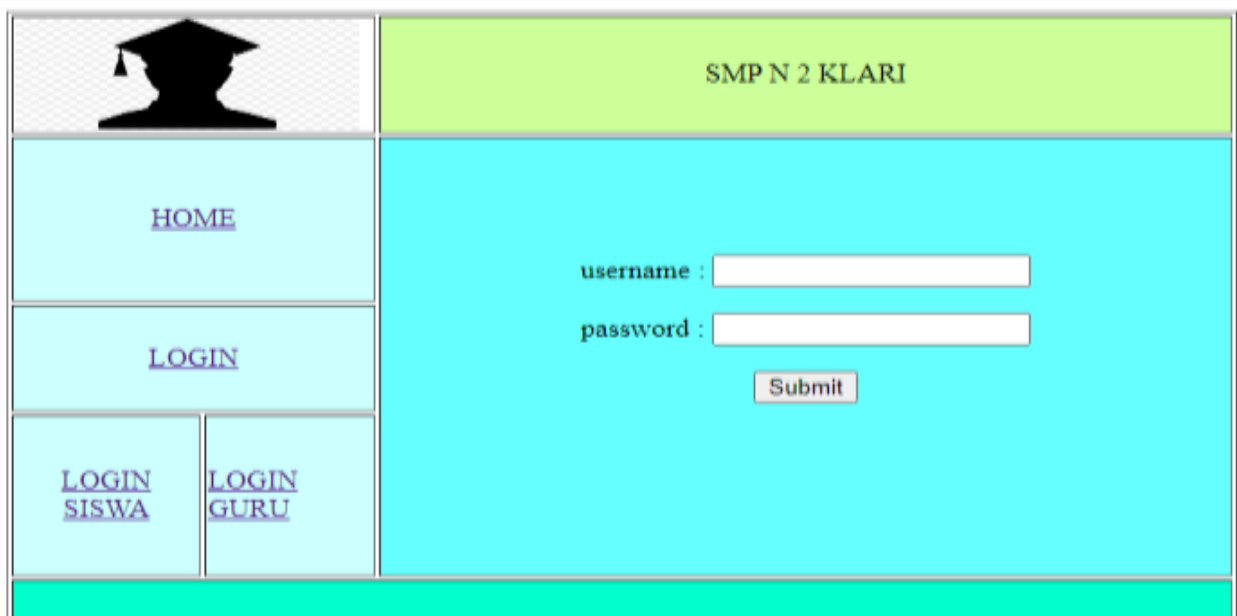 SMP N 2 KLARI
HOME
username :
password :
LOGIN
Submit
LOGIN
SISWA
LOGIN
GURU